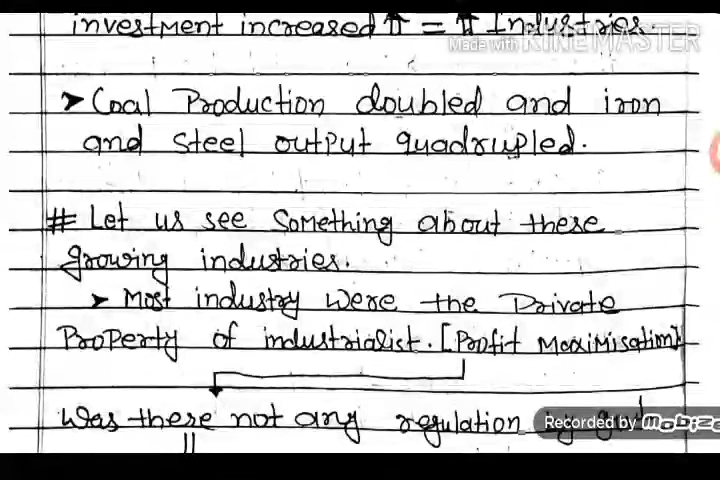 investment increased ⇈ = ⇈ Industries.
Made with KINEMASTER
➤ Coal Production doubled and iron
and steel output quadrupled.
# Let us see something about these
growing industries.
➤ Most industry were the Private
Property of industrialist. [Profit Maximisation]
Was there not any regulation by govt
Recorded by Mobizen